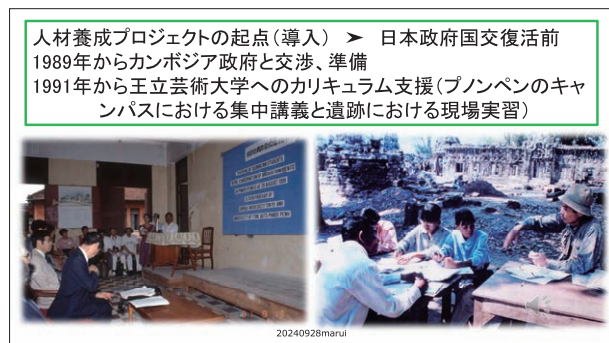 人材養成プロジェクトの起点（導入） ➤ 日本政府国交復活前
1989年からカンボジア政府と交渉、準備
1991年から王立芸術大学へのカリキュラム支援（プノンペンのキャ
ンパスにおける集中講義と遺跡における現場実習）
20240928marui